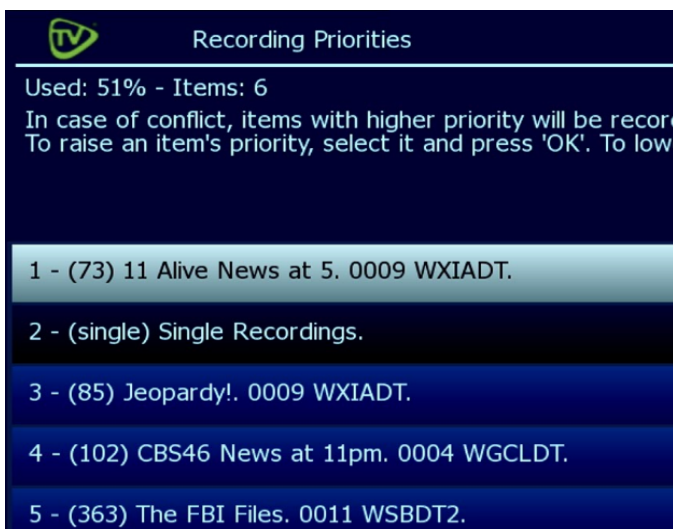 TV
Recording Priorities
Used: 51% - Items: 6
In case of conflict, items with higher priority will be
To raise an item's priority, select it and press 'OK'. To
1 - (73) 11 Alive News at 5. 0009 WXIADT.
2 - (single) Single Recordings.
3 - (85) Jeopardy!. 0009 WXIADT.
4 - (102) CBS46 News at 11pm. 0004 WGCLDT.
5 - (363) The FBI Files. 0011 WSBDT2.